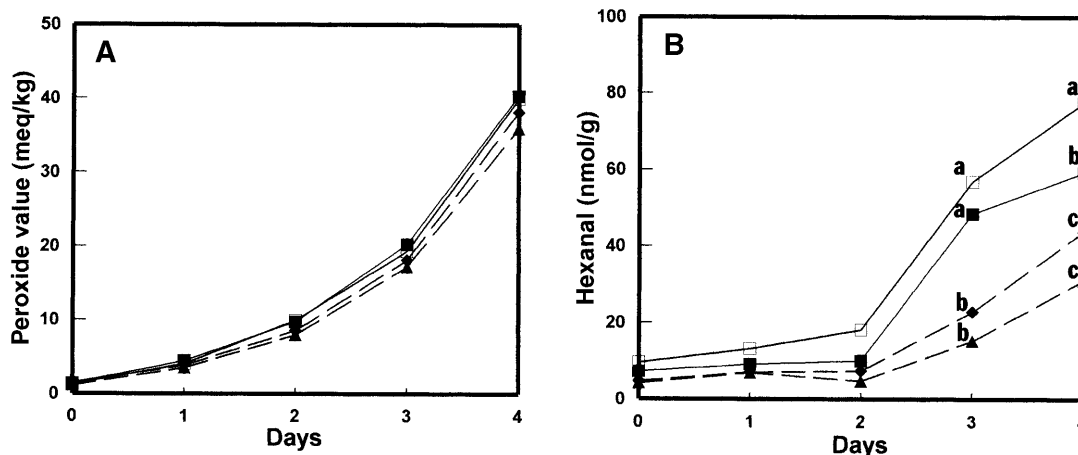 A
Peroxide value (meq/kg)
50
40
30
20
10
0
0 1 2 3 4
Days
B
Hexanal (nmol/g)
100
80
60
40
20
0
a
b
c
c
a
a
b
b
0 1 2 3
Days